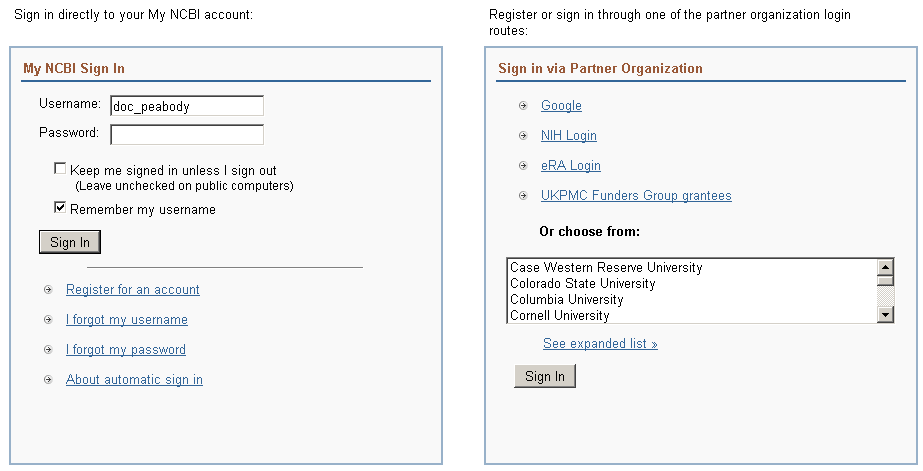 Sign in directly to your My NCBI account:
My NCBI Sign In
Username: doc_peabody
Password:
Keep me signed in unless I sign out
(Leave unchecked on public computers)
Remember my username
Sign In
Register for an account
I forgot my username
I forgot my password
About automatic sign in
Register or sign in through one of the partner organization login
routes:
Sign in via Partner Organization
Google
NIH Login
eRA Login
UKPMC Funders Group grantees
Or choose from:
Case Western Reserve University
Colorado State University
Columbia University
Cornell University
See expanded list »
Sign In